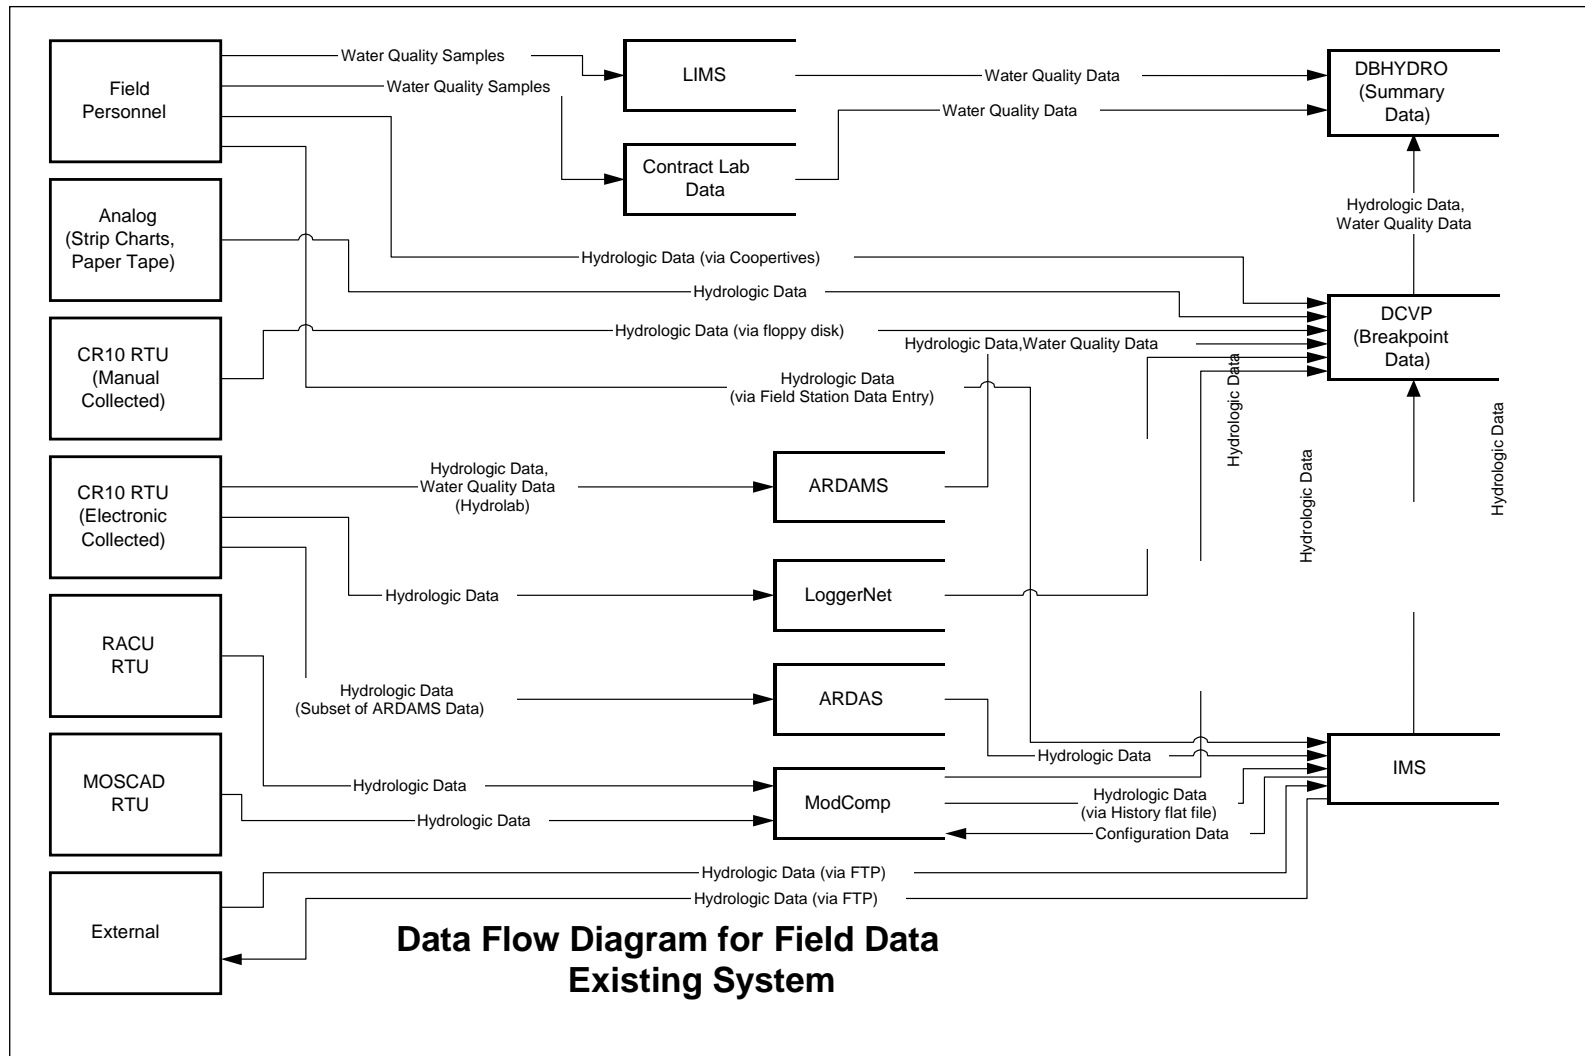 Field
Personnel
Water Quality Samples
Water Quality Samples
LIMS
Water Quality Data
Water Quality Data
DBHYDRO
(Summary
Data)
Contract Lab
Data
Analog
(Strip Charts,
Paper Tape)
Hydrologic Data,
Water Quality Data
Hydrologic Data (via Coopertives)
Hydrologic Data
Hydrologic Data (via floppy disk)
Hydrologic Data,Water Quality Data
DCVP
(Breakpoint
Data)
CR10 RTU
(Manual
Collected)
Hydrologic Data
(via Field Station Data Entry)
Hydrologic Data
Hydrologic Data
Hydrologic Data
CR10 RTU
(Electronic
Collected)
Hydrologic Data,
Water Quality Data
(Hydrolab)
ARDAMS
Hydrologic Data
LoggerNet
RACU
RTU
Hydrologic Data
(Subset of ARDAMS Data)
ARDAS
Hydrologic Data
IMS
MOSCAD
RTU
Hydrologic Data
Hydrologic Data
ModComp
Hydrologic Data
(via History flat file)
Configuration Data
External
Hydrologic Data (via FTP)
Hydrologic Data (via FTP)
Data Flow Diagram for Field Data
Existing System